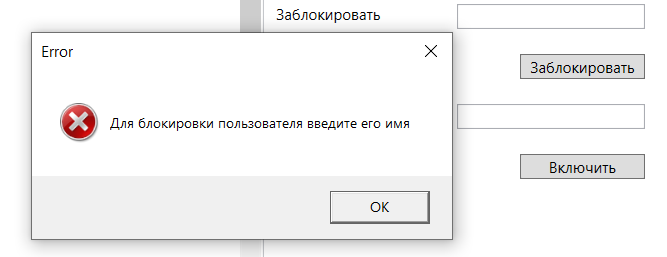 Заблокировать
Error
Заблокировать
Для блокировки пользователя введите его имя
Включить
OK